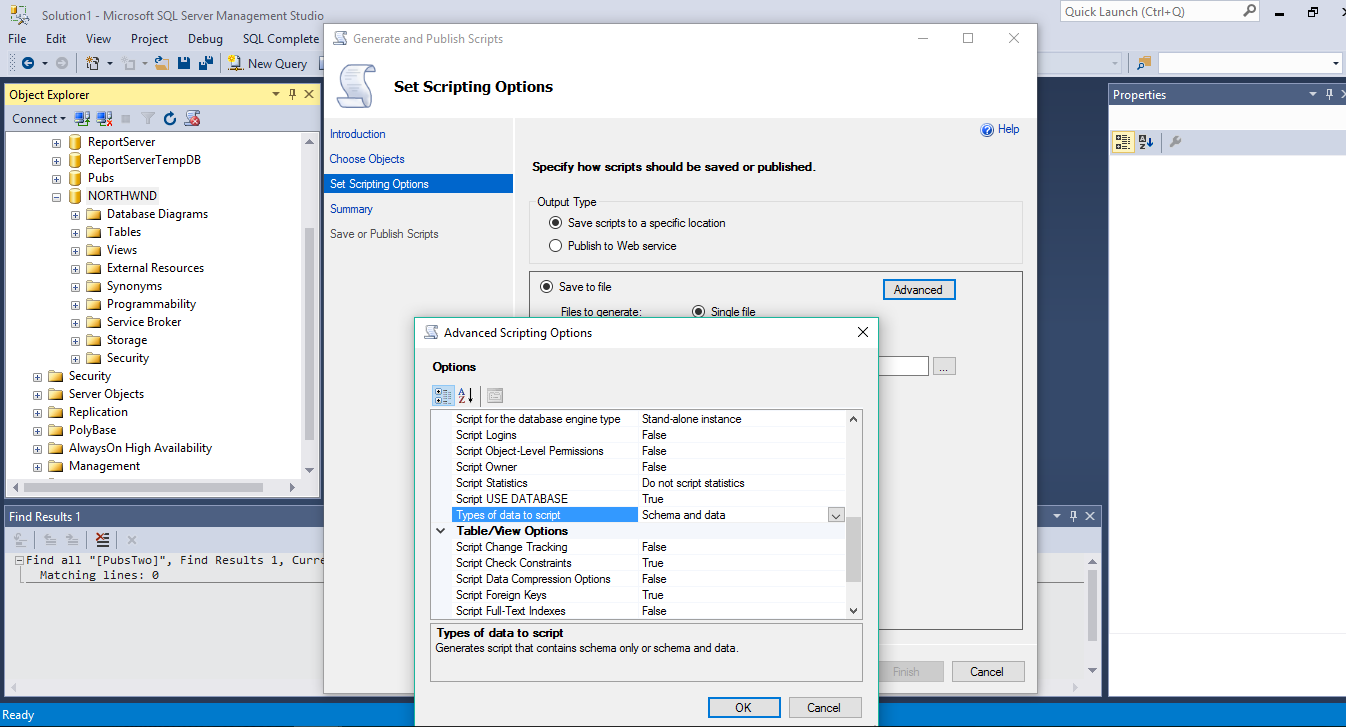 Solution1 - Microsoft SQL Server Management Studio
Quick Launch (Ctrl+Q)
File Edit View Project Debug SQL Complete
New Query
Object Explorer
Connect
ReportServer
ReportServerTempDB
Pubs
NORTHWND
Database Diagrams
Tables
Views
External Resources
Synonyms
Programmability
Service Broker
Storage
Security
Security
Server Objects
Replication
PolyBase
AlwaysOn High Availability
Management
Find Results 1
Find all "[PubsTwo]", Find Results 1, Curre
Matching lines: 0
Ready
Generate and Publish Scripts
Set Scripting Options
Introduction
Choose Objects
Set Scripting Options
Summary
Save or Publish Scripts
Help
Specify how scripts should be saved or published.
Output Type
Save scripts to a specific location
Publish to Web service
Save to file
Advanced
Files to generate: Single file
...
Finish Cancel
Advanced Scripting Options
Options
Script for the database engine type Stand-alone instance
Script Logins False
Script Object-Level Permissions False
Script Owner False
Script Statistics Do not script statistics
Script USE DATABASE True
Types of data to script Schema and data
Table/View Options
Script Change Tracking False
Script Check Constraints True
Script Data Compression Options False
Script Foreign Keys True
Script Full-Text Indexes False
Types of data to script
Generates script that contains schema only or schema and data.
OK Cancel
Properties